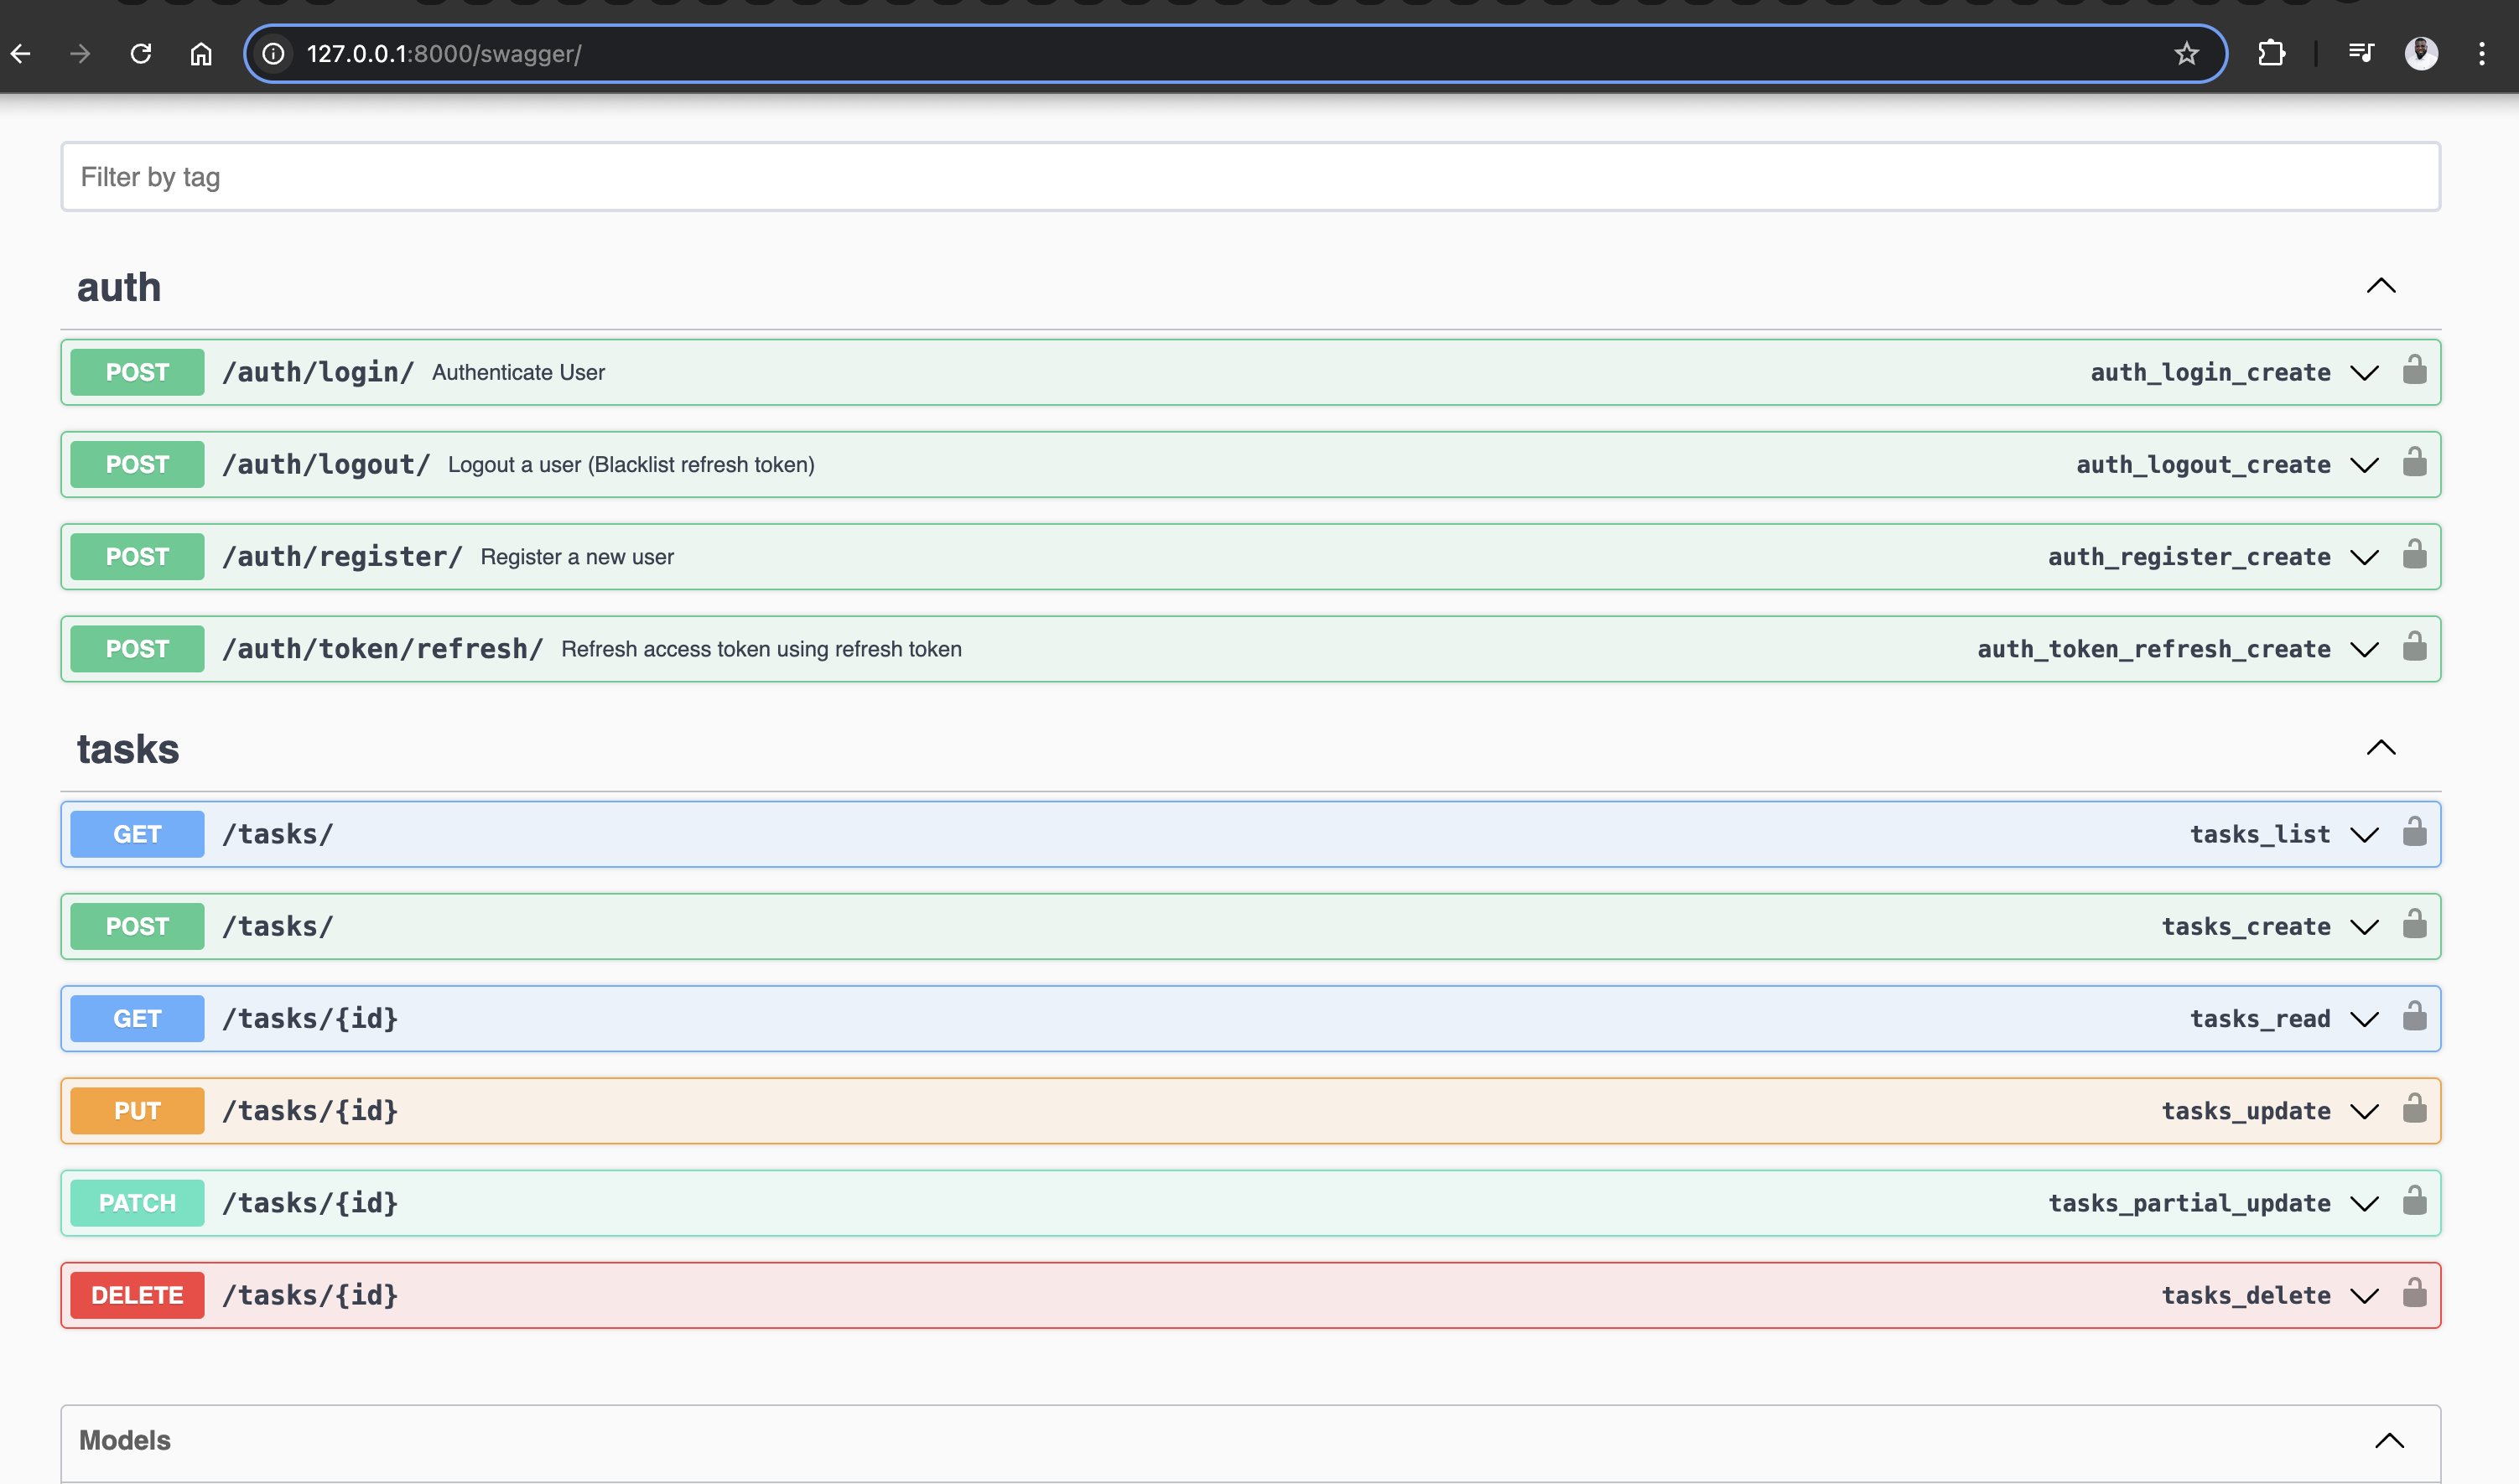 127.0.0.1:8000/swagger/
Filter by tag
auth
POST /auth/login/ Authenticate User auth_login_create
POST /auth/logout/ Logout a user (Blacklist refresh token) auth_logout_create
POST /auth/register/ Register a new user auth_register_create
POST /auth/token/refresh/ Refresh access token using refresh token auth_token_refresh_create
tasks
GET /tasks/ tasks_list
POST /tasks/ tasks_create
GET /tasks/{id} tasks_read
PUT /tasks/{id} tasks_update
PATCH /tasks/{id} tasks_partial_update
DELETE /tasks/{id} tasks_delete
Models